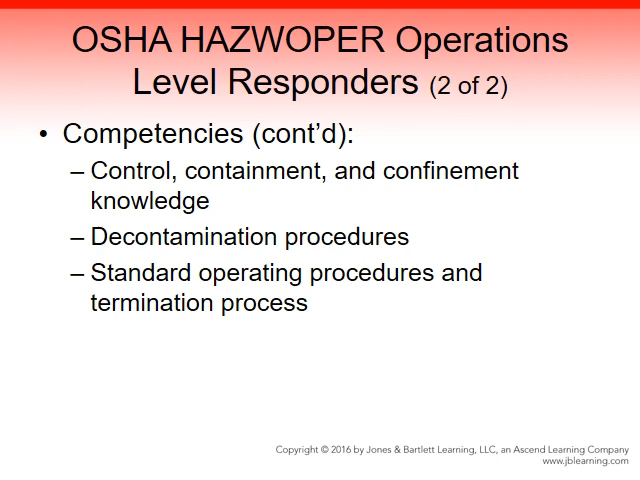 OSHA HAZWOPER Operations
Level Responders (2 of 2)
• Competencies (cont’d):
– Control, containment, and confinement
knowledge
– Decontamination procedures
– Standard operating procedures and
termination process
Copyright © 2016 by Jones & Bartlett Learning, LLC, an Ascend Learning Company
www.jblearning.com